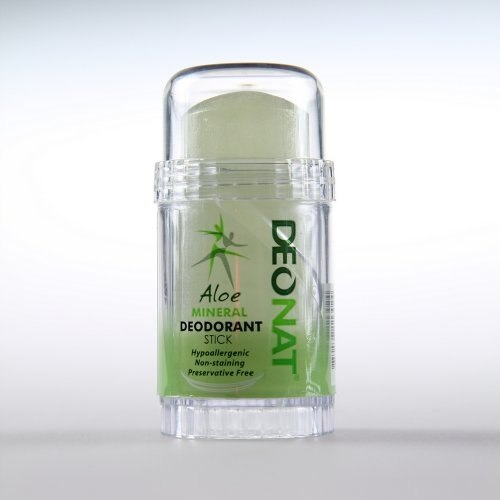 Aloe
MINERAL
DEODORANT
STICK
Hypoallergenic
Non-staining
Preservative Free
DEONAT®